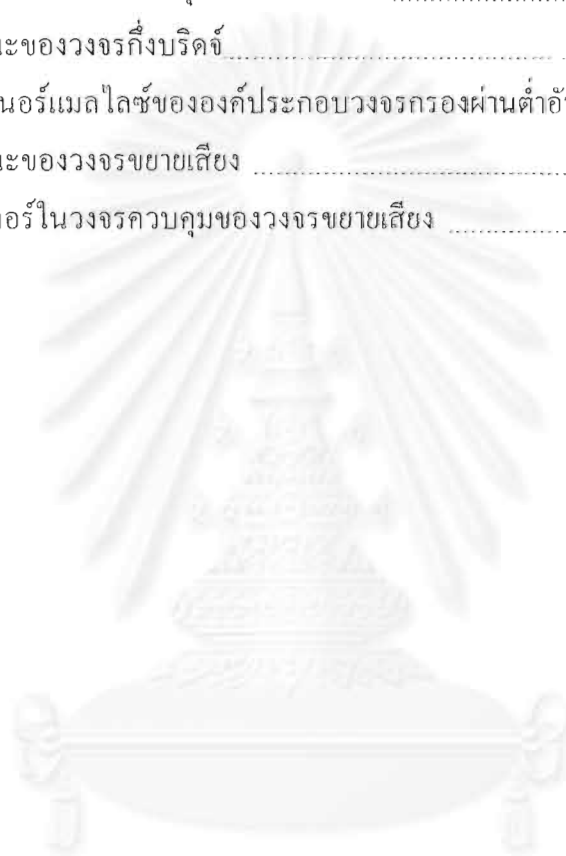 นะของวงจรกึ่งบริดจ์
นอร์แมลไลซ์ขององค์ประกอบวงจรกรองผ่านต่ำอั
นะของวงจรขยายเสียง
อร์ในวงจรควบคุมของวงจรขยายเสียง